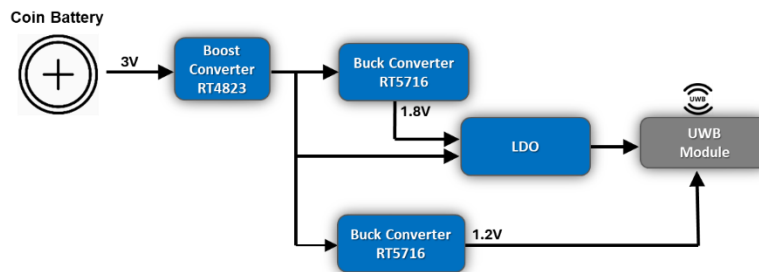 Coin Battery
3V
Boost
Converter
RT4823
Buck Converter
RT5716
1.8V
LDO
UWB
UWB
Module
Buck Converter
RT5716
1.2V